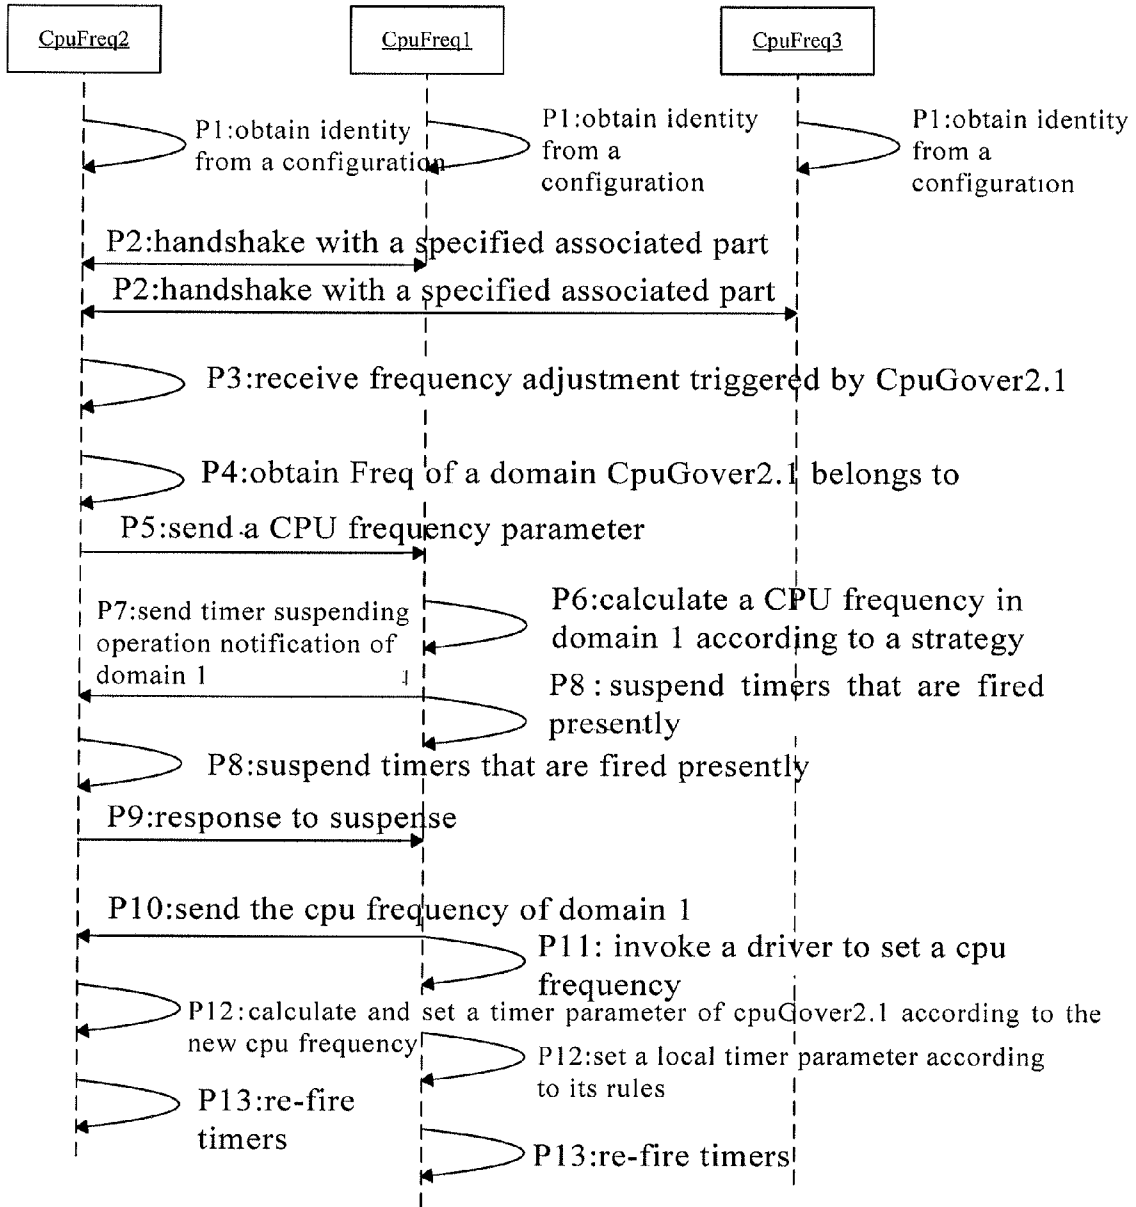 CpuFreq2
CpuFreq1
CpuFreq3
P1:obtain identity
from a configuration
P1:obtain identity
from a
configuration
P1:obtain identity
from a
configuration
P2:handshake with a specified associated part
P2:handshake with a specified associated part
P3:receive frequency adjustment triggered by CpuGover2.1
P4:obtain Freq of a domain CpuGover2.1 belongs to
P5:send a CPU frequency parameter
P6:calculate a CPU frequency in
domain 1 according to a strategy
P7:send timer suspending
operation notification of
domain 1
P8: suspend timers that are fired
presently
P8:suspend timers that are fired presently
P9:response to suspense
P10:send the cpu frequency of domain 1
P11: invoke a driver to set a cpu
frequency
P12:calculate and set a timer parameter of cpuGover2.1 according to the
new cpu frequency
P12:set a local timer parameter according
to its rules
P13:re-fire
timers
P13:re-fire timers